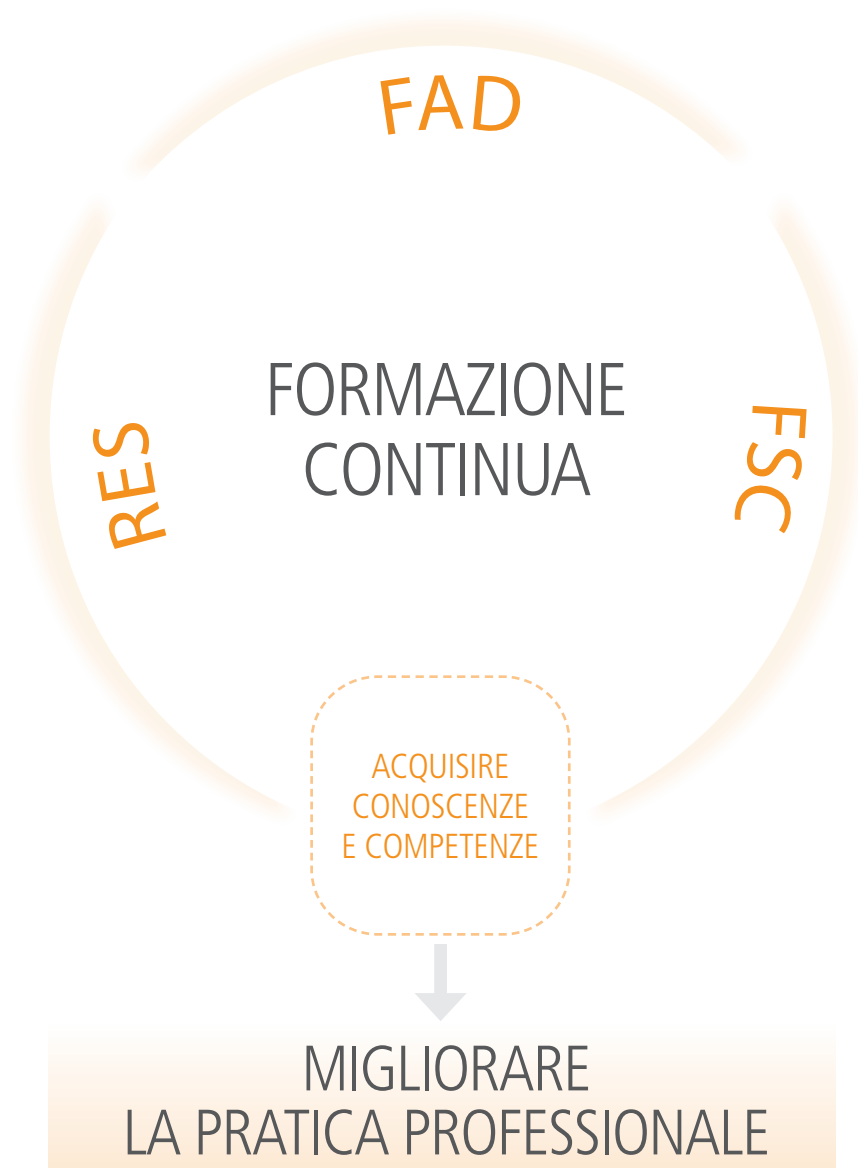 FAD
FORMAZIONE
CONTINUA
RES
FSC
ACQUISIRE
CONOSCENZE
E COMPETENZE
MIGLIORARE
LA PRATICA PROFESSIONALE